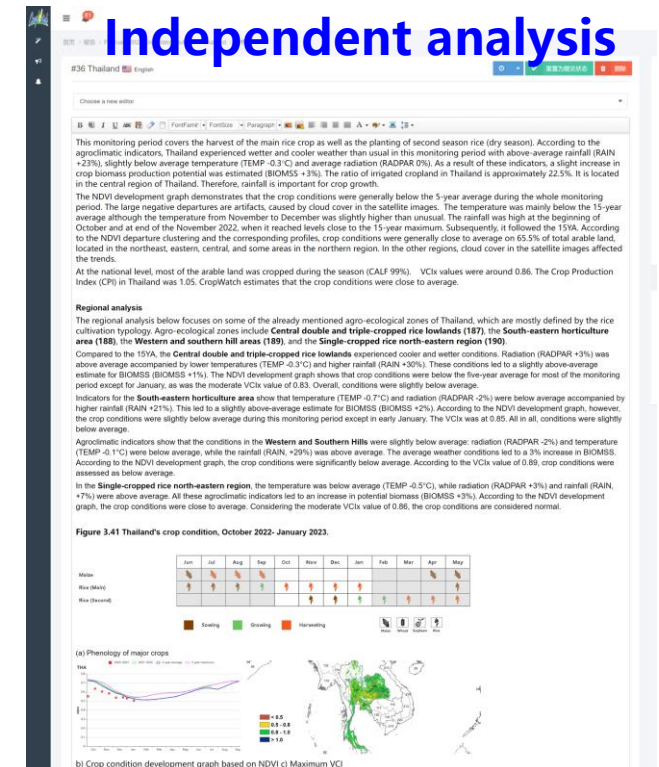 Independent analysis
#36 Thailand English
Choose a new editor
B I U ABC FontFamil FontSize Paragraph
This monitoring period covers the harvest of the main rice crop as well as the planting of second season rice (dry season). According to the
agroclimatic indicators, Thailand experienced wetter and cooler weather than usual in this monitoring period with above-average rainfall (RAIN
+23%), slightly below average temperature (TEMP -0.3°C) and average radiation (RADPAR 0%). As a result of these indicators, a slight increase in
crop biomass production potential was estimated (BIOMSS +3%). The ratio of irrigated cropland in Thailand is approximately 22.5%. It is located
in the central region of Thailand. Therefore, rainfall is important for crop growth.
The NDVI development graph demonstrates that the crop conditions were generally below the 5-year average during the whole monitoring
period. The large negative departures are artifacts, caused by cloud cover in the satellite images. The temperature was mainly below the 15-year
average although the temperature from November to December was slightly higher than unusual. The rainfall was high at the beginning of
October and at end of the November 2022, when it reached levels close to the 15-year maximum. Subsequently, it followed the 15YA. According
to the NDVI departure clustering and the corresponding profiles, crop conditions were generally close to average on 65.5% of total arable land,
located in the northeast, eastern, central, and some areas in the northern region. In the other regions, cloud cover in the satellite images affected
the trends.
At the national level, most of the arable land was cropped during the season (CALF 99%). VCIx values were around 0.86. The Crop Production
Index (CPI) in Thailand was 1.05. CropWatch estimates that the crop conditions were close to average.
Regional analysis
The regional analysis below focuses on some of the already mentioned agro-ecological zones of Thailand, which are mostly defined by the rice
cultivation typology. Agro-ecological zones include Central double and triple-cropped rice lowlands (187), the South-eastern horticulture
area (188), the Western and southern hill areas (189), and the Single-cropped rice north-eastern region (190).
Compared to the 15YA, the Central double and triple-cropped rice lowlands experienced cooler and wetter conditions. Radiation (RADPAR +3%) was
above average accompanied by lower temperatures (TEMP -0.3°C) and higher rainfall (RAIN +30%). These conditions led to a slightly above-average
estimate for BIOMSS (BIOMSS +1%). The NDVI development graph shows that crop conditions were below the five-year average for most of the monitoring
period except for January, as was the moderate VCIx value of 0.83. Overall, conditions were slightly below average.
Indicators for the South-eastern horticulture area show that temperature (TEMP -0.7°C) and radiation (RADPAR -2%) were below average accompanied by
higher rainfall (RAIN +21%). This led to a slightly above-average estimate for BIOMSS (BIOMSS +2%). According to the NDVI development graph, however,
the crop conditions were slightly below average during this monitoring period except in early January. The VCIx was at 0.85. All in all, conditions were slightly
below average.
Agroclimatic indicators show that the conditions in the Western and Southern Hills were slightly below average: radiation (RADPAR -2%) and temperature
(TEMP -0.1°C) were below average, while the rainfall (RAIN, +29%) was above average. The average weather conditions led to a 3% increase in BIOMSS.
According to the NDVI development graph, the crop conditions were significantly below average. According to the VCIx value of 0.89, crop conditions were
assessed as below average.
In the Single-cropped rice north-eastern region, the temperature was below average (TEMP -0.5°C), while radiation (RADPAR +3%) and rainfall (RAIN,
+7%) were above average. All these agroclimatic indicators led to an increase in potential biomass (BIOMSS +3%). According to the NDVI development
graph, the crop conditions were close to average. Considering the moderate VCIx value of 0.86, the crop conditions are considered normal.
Figure 3.41 Thailand's crop condition, October 2022- January 2023.
Jun Jul Aug Sep Oct Nov Dec Jan Feb Mar Apr May
Maize
Rice (Main)
Rice (Second)
Sowing Growing Harvesting
Maize Wheat Soybean Rice
(a) Phenology of major crops
THA
< 0.5
0.5 - 0.8
0.8 - 1.0
> 1.0
b) Crop condition development graph based on NDVI c) Maximum VCI